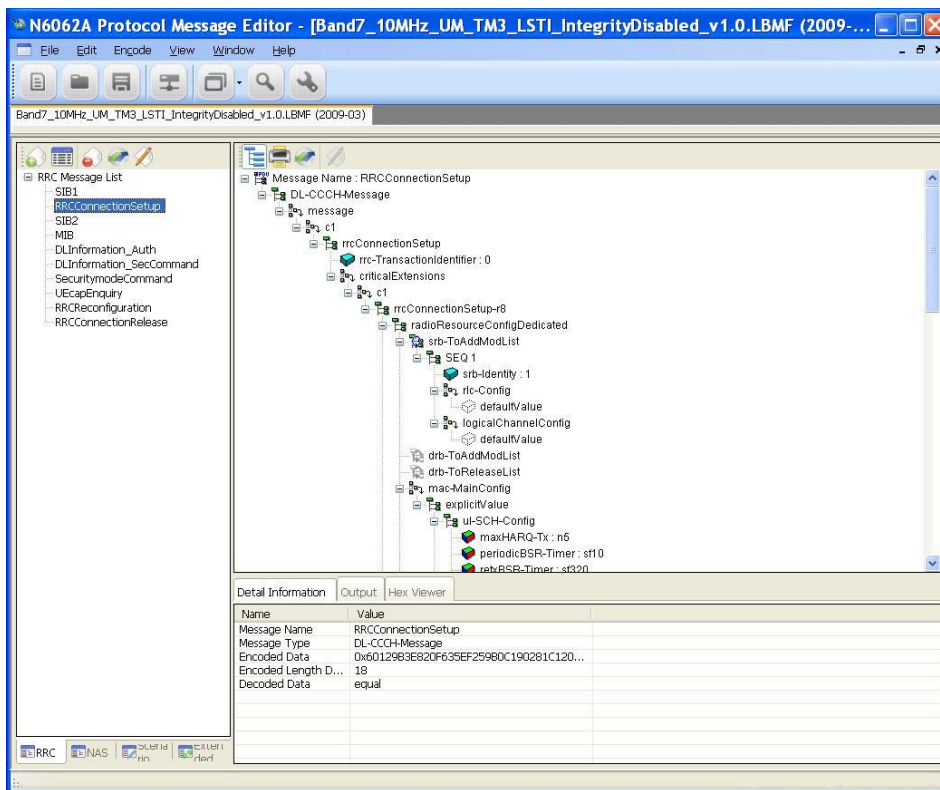 N6062A Protocol Message Editor - [Band7_10MHz_UM_TM3_LSTI_IntegrityDisabled_v1.0.LBMF (2009-...
File Edit Encode View Window Help
Band7_10MHz_UM_TM3_LSTI_IntegrityDisabled_v1.0.LBMF (2009-03)
RRC Message List
SIB1
RRCConnectionSetup
SIB2
MIB
DLInformation_Auth
DLInformation_SecCommand
SecuritymodeCommand
UEcapEnquiry
RRCReconfiguration
RRCConnectionRelease
Message Name : RRCConnectionSetup
DL-CCCH-Message
message
c1
rrcConnectionSetup
rrc-TransactionIdentifier : 0
criticalExtensions
c1
rrcConnectionSetup-r8
radioResourceConfigDedicated
srb-ToAddModList
SEQ 1
srb-Identity : 1
rlc-Config
defaultValue
logicalChannelConfig
defaultValue
drb-ToAddModList
drb-ToReleaseList
mac-MainConfig
explicitValue
ul-SCH-Config
maxHARQ-Tx : n5
periodicBSR-Timer : sf10
retxBSR-Timer : sf320
Detail Information Output Hex Viewer
Name Value
Message Name RRCConnectionSetup
Message Type DL-CCCH-Message
Encoded Data 0x60129B3E820F635EF259B0C190281C120...
Encoded Length D... 18
Decoded Data equal
RRC NAS Scenario Extended